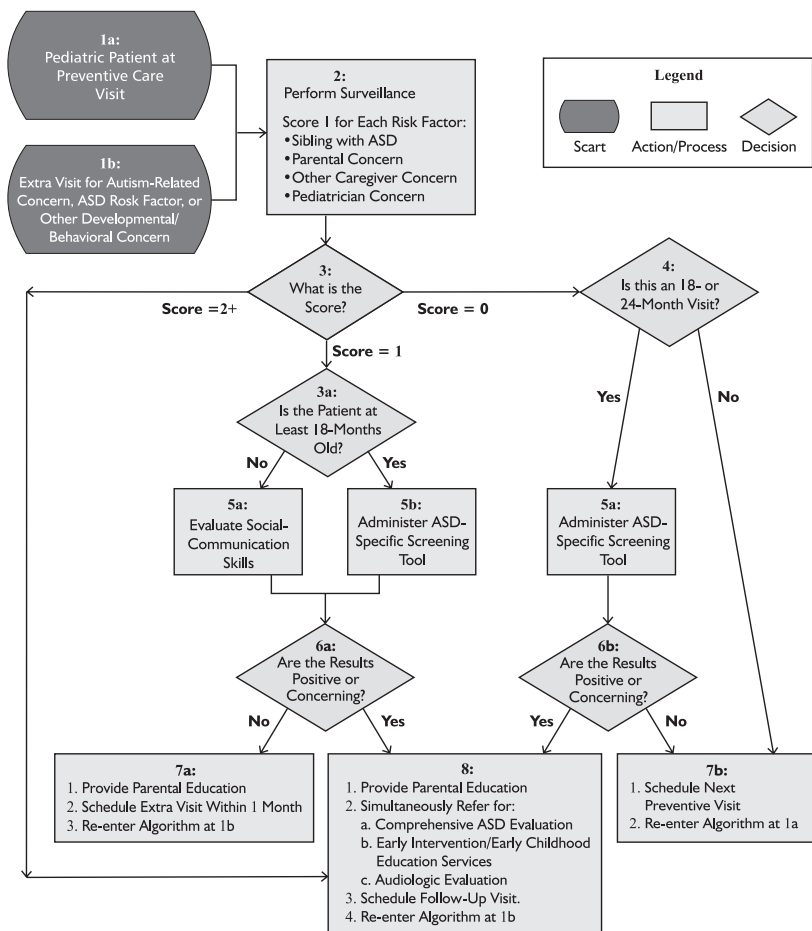 1a:
Pediatric Patient at
Preventive Care
Visit
1b:
Extra Visit for Autism-Related
Concern, ASD Risk Factor, or
Other Developmental/
Behavioral Concern
2:
Perform Surveillance
Score 1 for Each Risk Factor:
•Sibling with ASD
•Parental Concern
•Other Caregiver Concern
•Pediatrician Concern
Legend
Scart
Action/Process
Decision
3:
What is the
Score?
Score =2+
Score = 0
Score = 1
4:
Is this an 18- or
24-Month Visit?
Yes
No
3a:
Is the Patient at
Least 18-Months
Old?
No
Yes
5a:
Evaluate Social-
Communication
Skills
5b:
Administer ASD-
Specific Screening
Tool
5a:
Administer ASD-
Specific Screening
Tool
6a:
Are the Results
Positive or
Concerning?
No
Yes
6b:
Are the Results
Positive or
Concerning?
Yes
No
7a:
1. Provide Parental Education
2. Schedule Extra Visit Within 1 Month
3. Re-enter Algorithm at 1b
8:
1. Provide Parental Education
2. Simultaneously Refer for:
a. Comprehensive ASD Evaluation
b. Early Intervention/Early Childhood
Education Services
c. Audiologic Evaluation
3. Schedule Follow-Up Visit.
4. Re-enter Algorithm at 1b
7b:
1. Schedule Next
Preventive Visit
2. Re-enter Algorithm at 1a